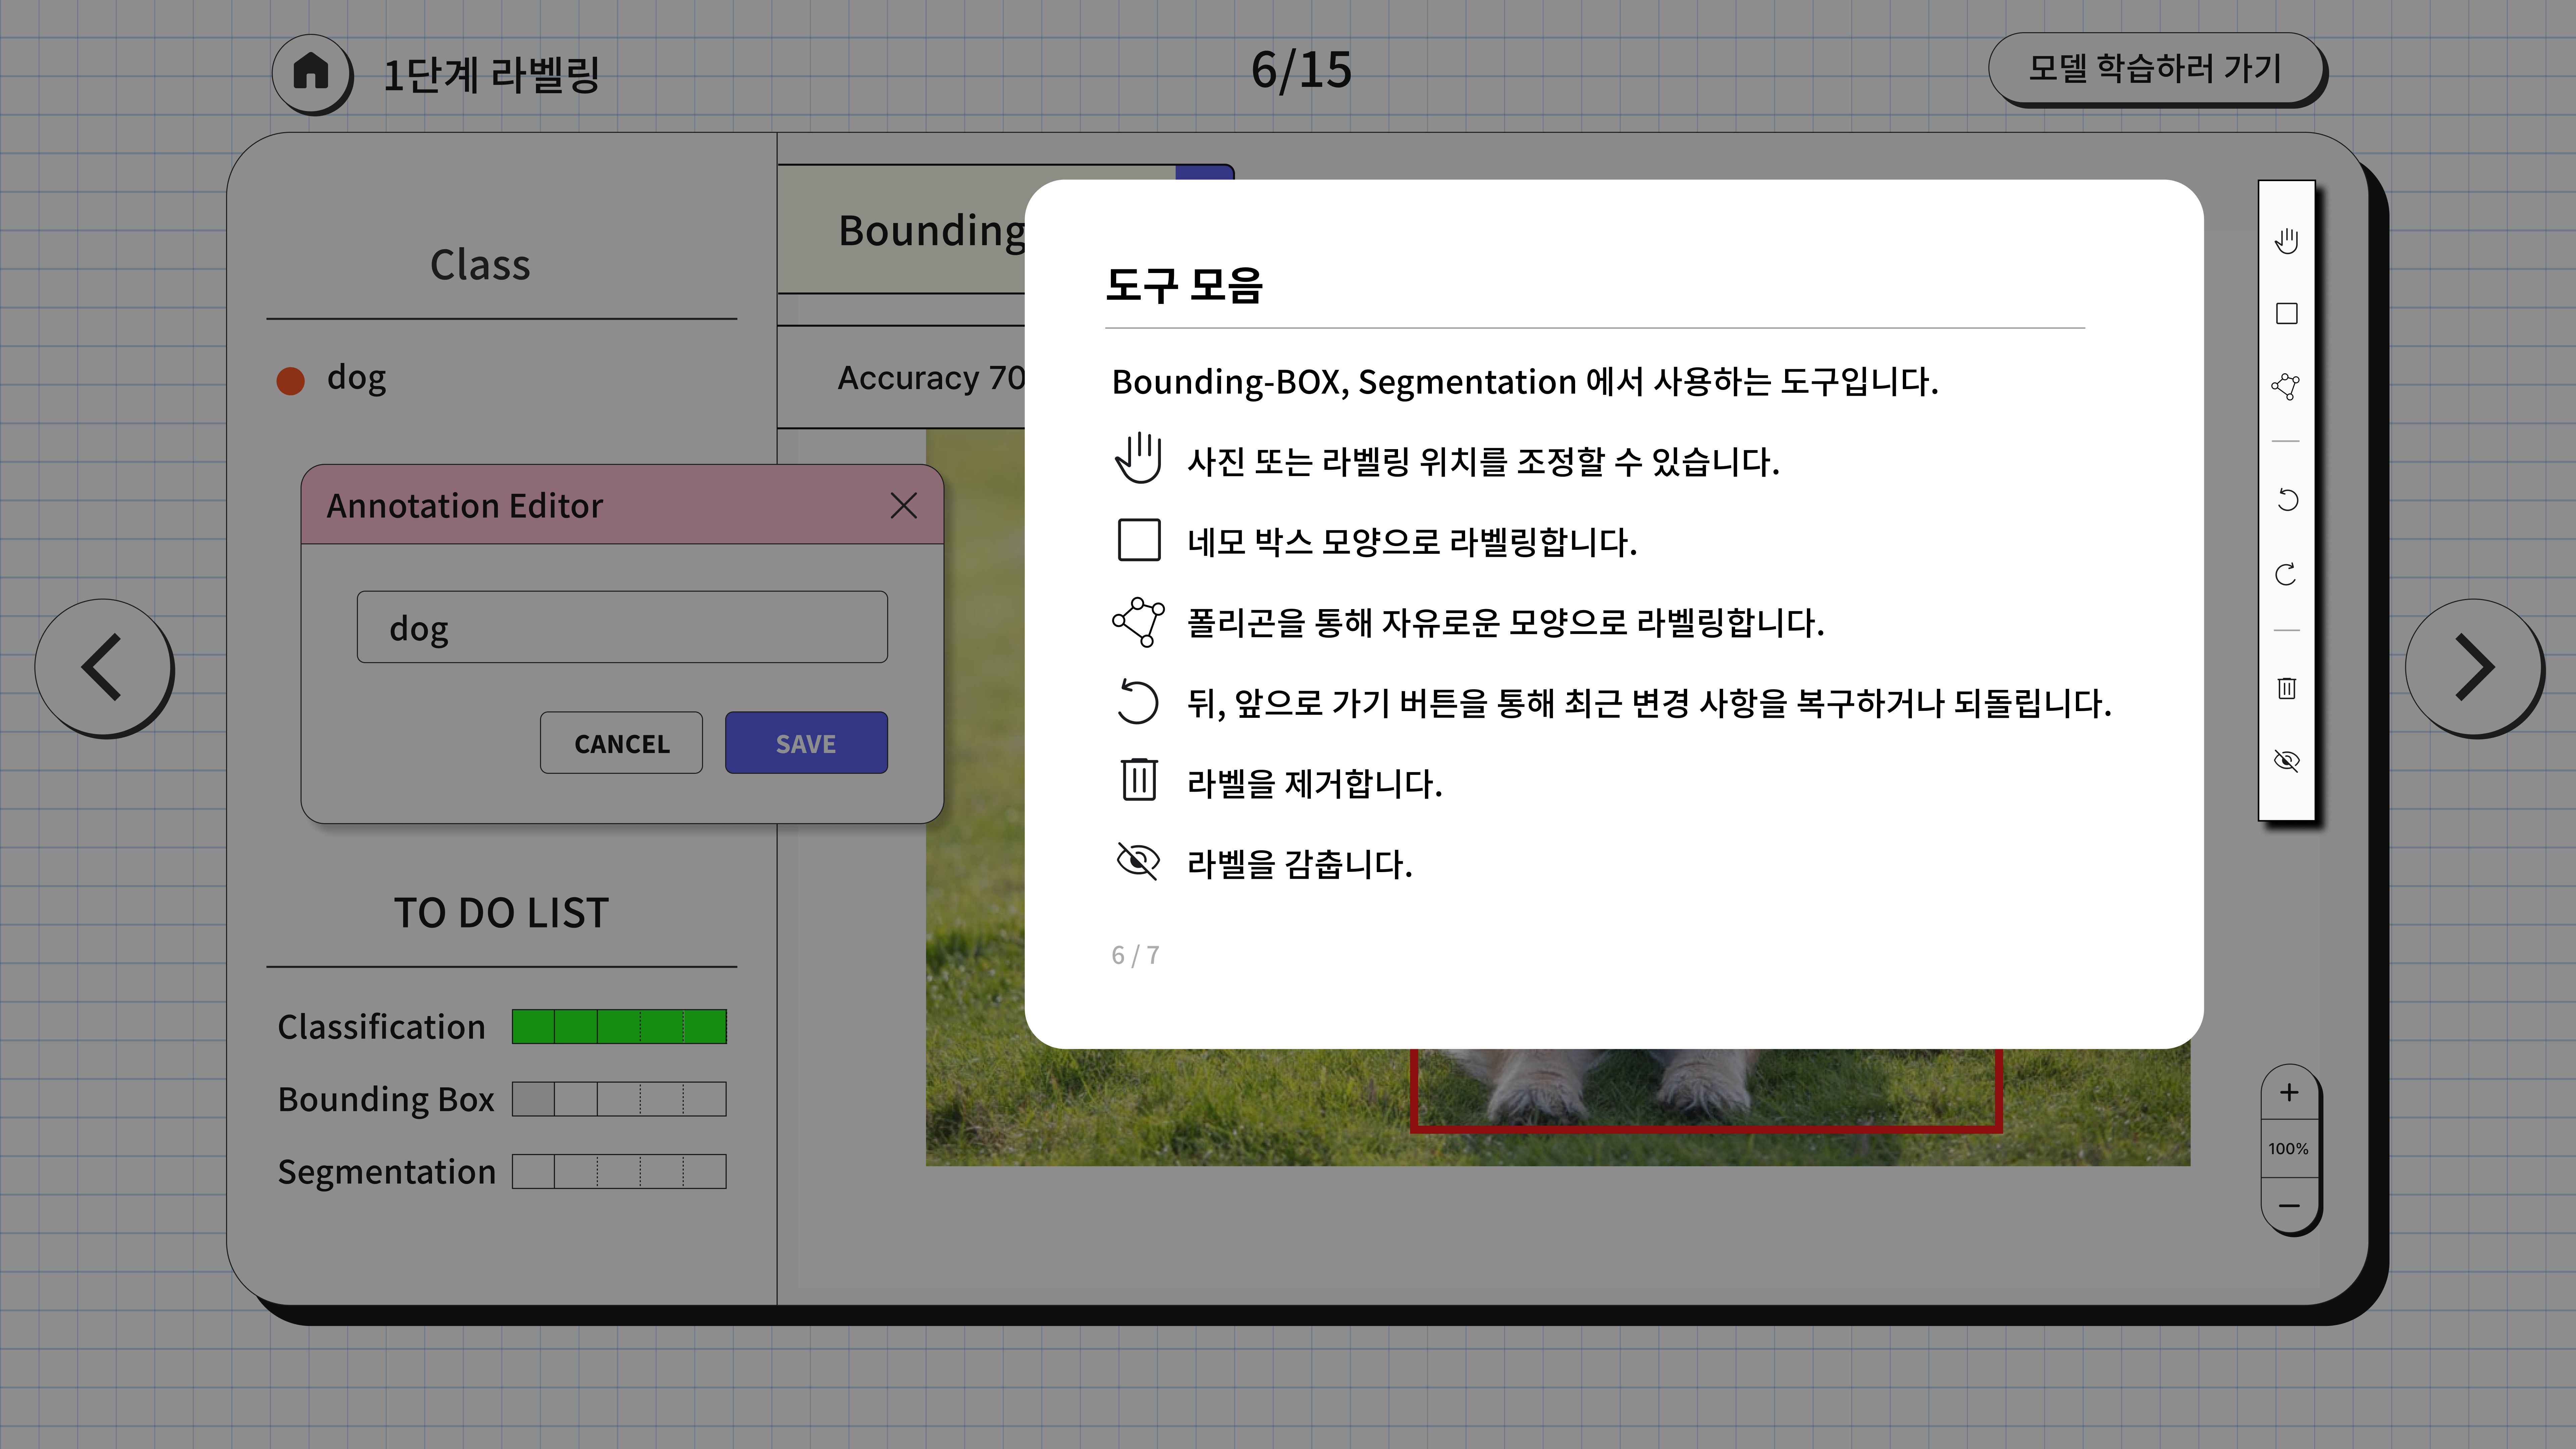 1단계 라벨링
6/15
모델 학습하러 가기
Class
dog
Annotation Editor
dog
CANCEL
SAVE
TO DO LIST
Classification
Bounding Box
Segmentation
Bounding
Accuracy 70
도구 모음
Bounding-BOX, Segmentation 에서 사용하는 도구입니다.
사진 또는 라벨링 위치를 조정할 수 있습니다.
네모 박스 모양으로 라벨링합니다.
폴리곤을 통해 자유로운 모양으로 라벨링합니다.
뒤, 앞으로 가기 버튼을 통해 최근 변경 사항을 복구하거나 되돌립니다.
라벨을 제거합니다.
라벨을 감춥니다.
6 / 7
100%